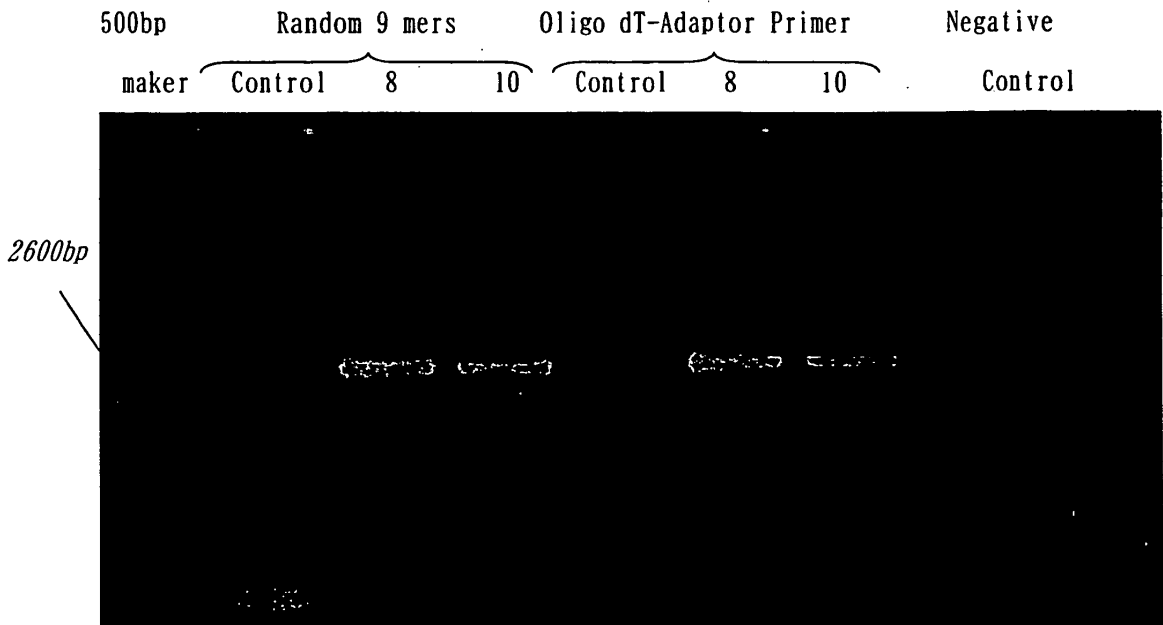 500bp Random 9 mers Oligo dT-Adaptor Primer Negative
maker Control 8 10 Control 8 10 Control
2600bp